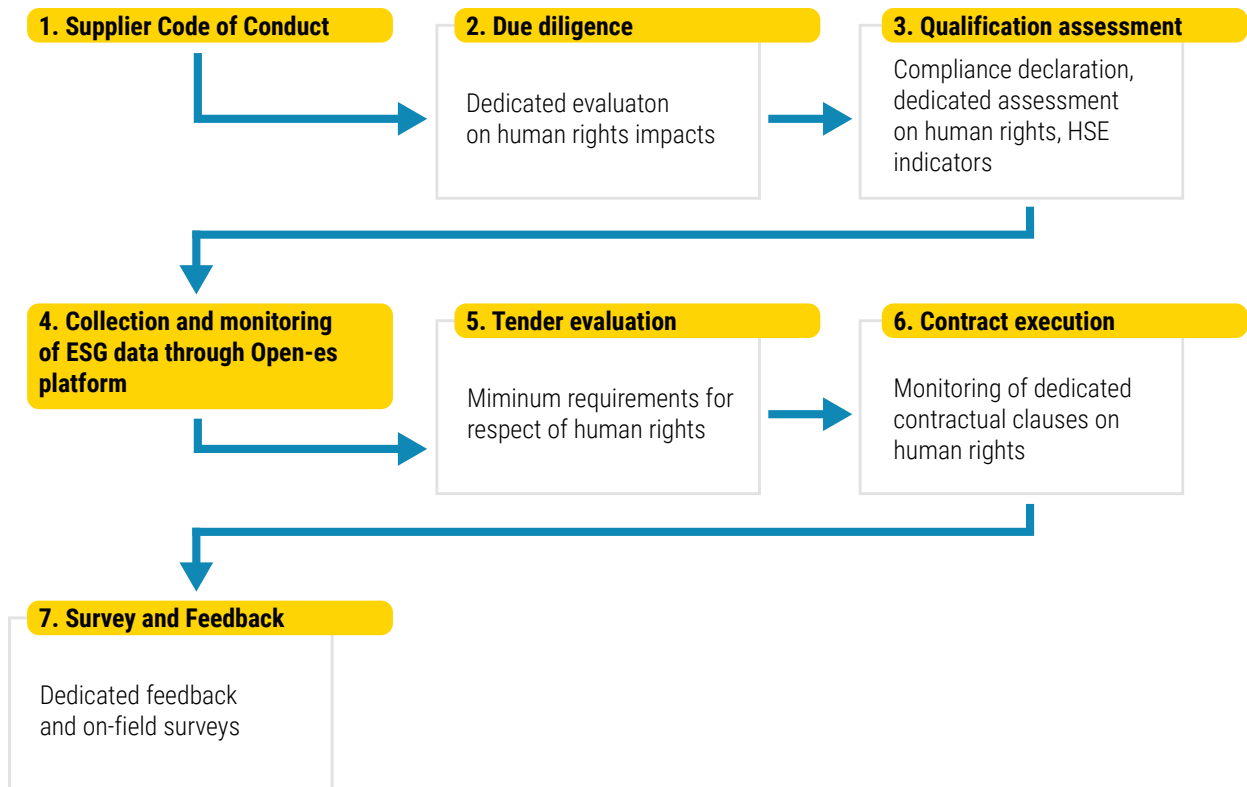 1. Supplier Code of Conduct
2. Due diligence
Dedicated evaluaton
on human rights impacts
3. Qualification assessment
Compliance declaration,
dedicated assessment
on human rights, HSE
indicators
4. Collection and monitoring
of ESG data through Open-es
platform
5. Tender evaluation
Miminum requirements for
respect of human rights
6. Contract execution
Monitoring of dedicated
contractual clauses on
human rights
7. Survey and Feedback
Dedicated feedback
and on-field surveys